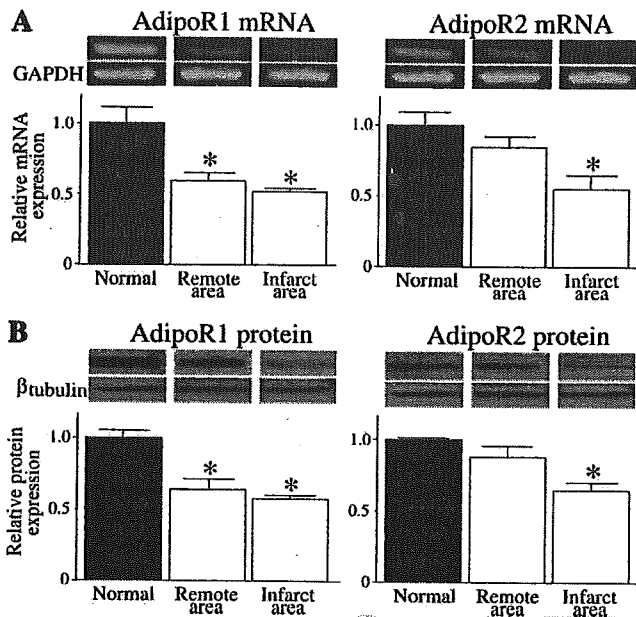 A
AdipoR1 mRNA
AdipoR2 mRNA
GAPDH
Relative mRNA
expression
1.0
0.5
0
*
*
Normal
Remote
area
Infarct
area
1.0
0.5
0
*
Normal
Remote
area
Infarct
area
B
AdipoR1 protein
AdipoR2 protein
βtubulin
Relative protein
expression
1.0
0.5
0
*
*
Normal
Remote
area
Infarct
area
1.0
0.5
0
*
Normal
Remote
area
Infarct
area